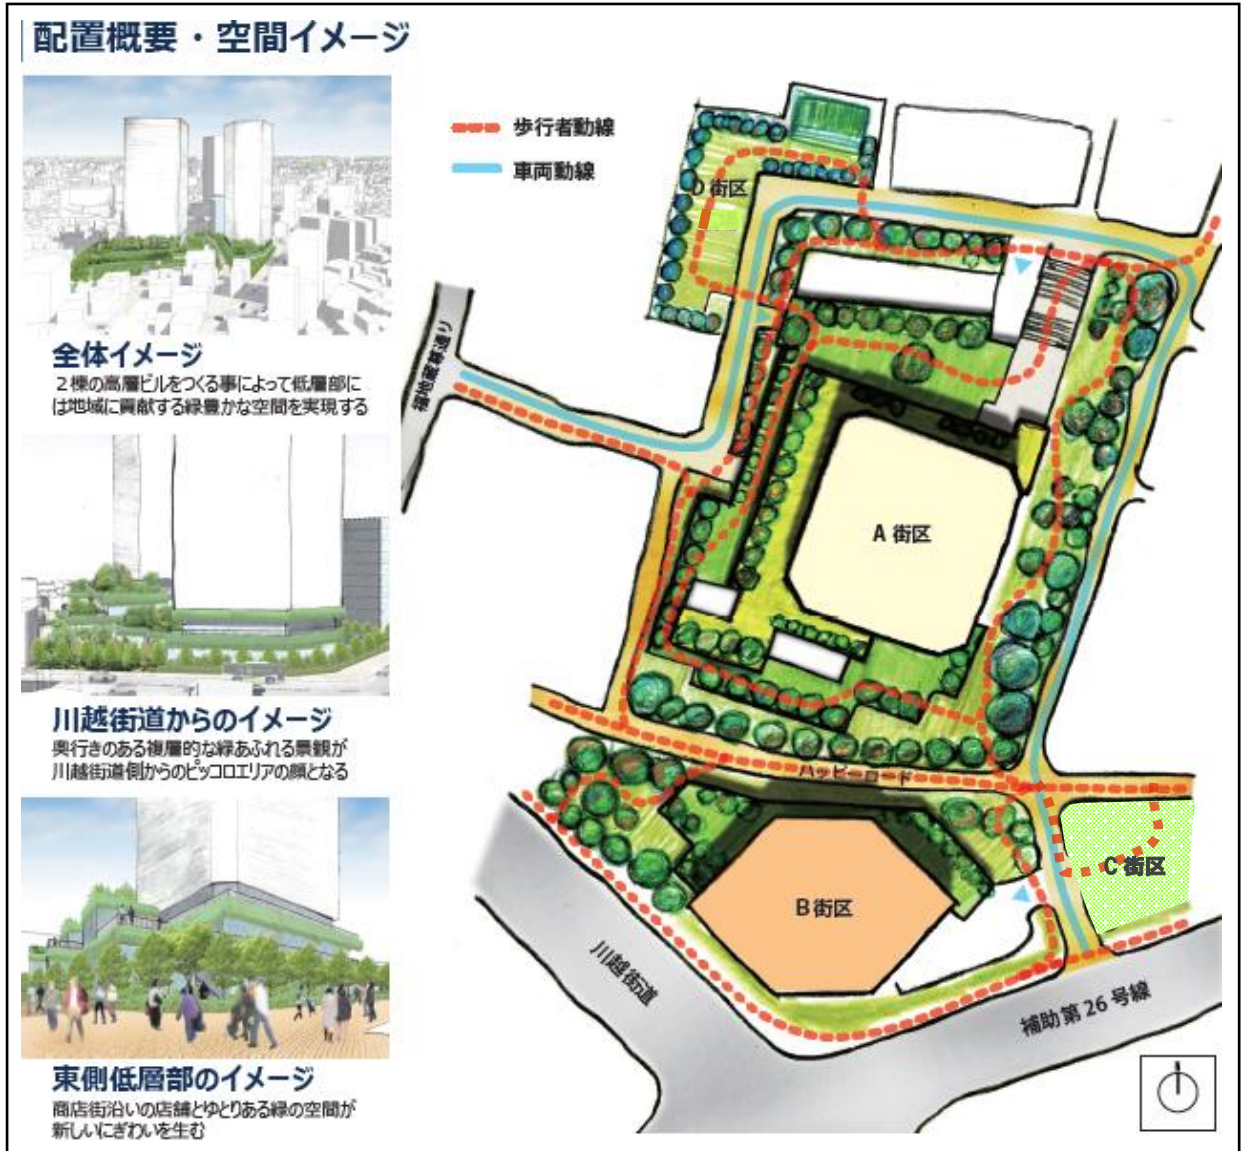 配置概要・空間イメージ
歩行者動線
車両動線
全体イメージ
2棟の高層ビルをつくる事によって低層部に
は地域に貢献する緑豊かな空間を実現する
川越街道からのイメージ
奥行きのある複層的な緑あふれる景観が
川越街道側からのピッコロエリアの顔となる
東側低層部のイメージ
商店街沿いの店舗とゆとりある緑の空間が
新しいにぎわいを生む
D街区
A街区
ハッピーロード
C街区
B街区
川越街道
補助第26号線